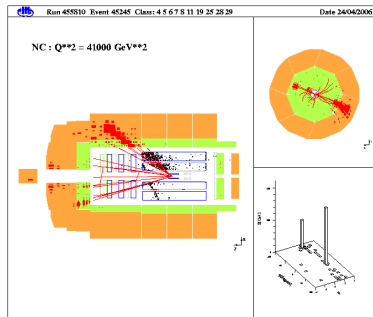 Run 455810 Event 45245 Class: 4 5 6 7 8 11 19 25 28 29 Date 24/04/2006
NC : Q**2 = 41000 GeV**2